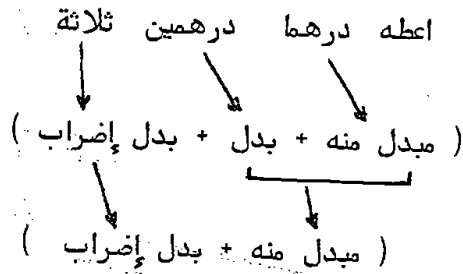 اعطه درهما درهمين ثلاثة
( مبدل منه + بدل + بدل إضراب )
( مبدل منه + بدل إضراب )